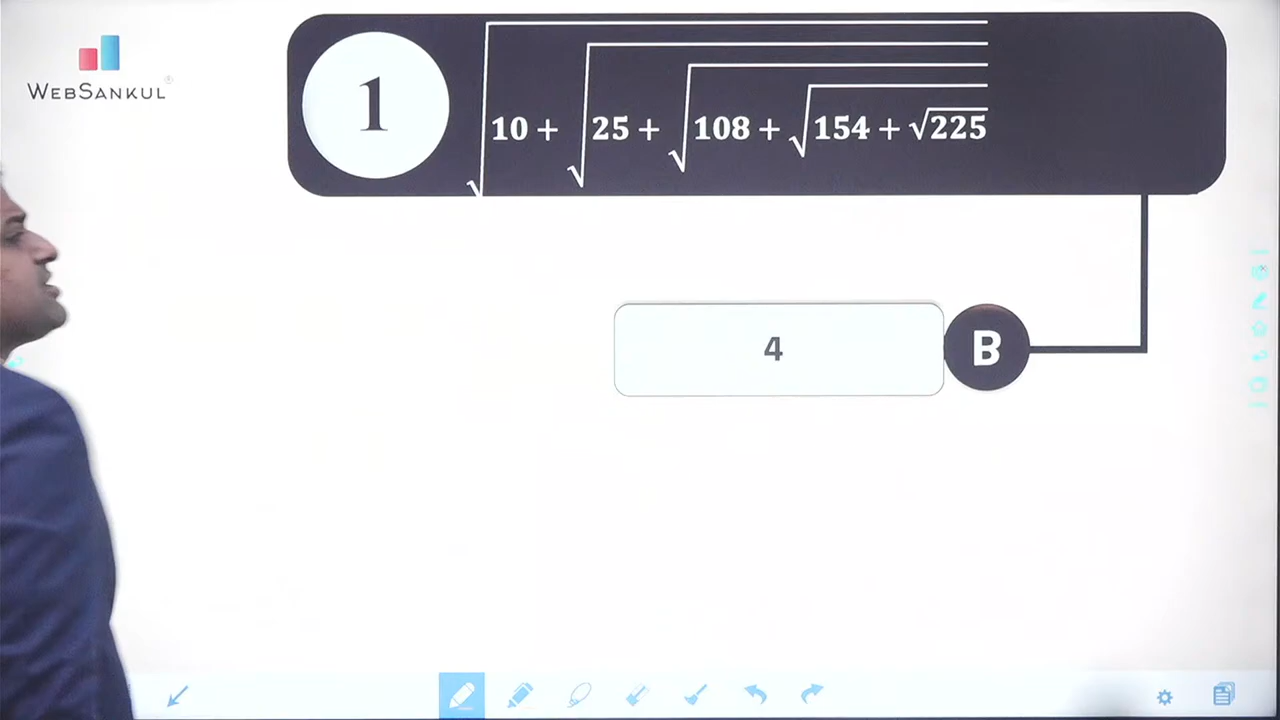 WEBSANKUL
1
√10 + √25 + √108 + √154 + √225
4
B